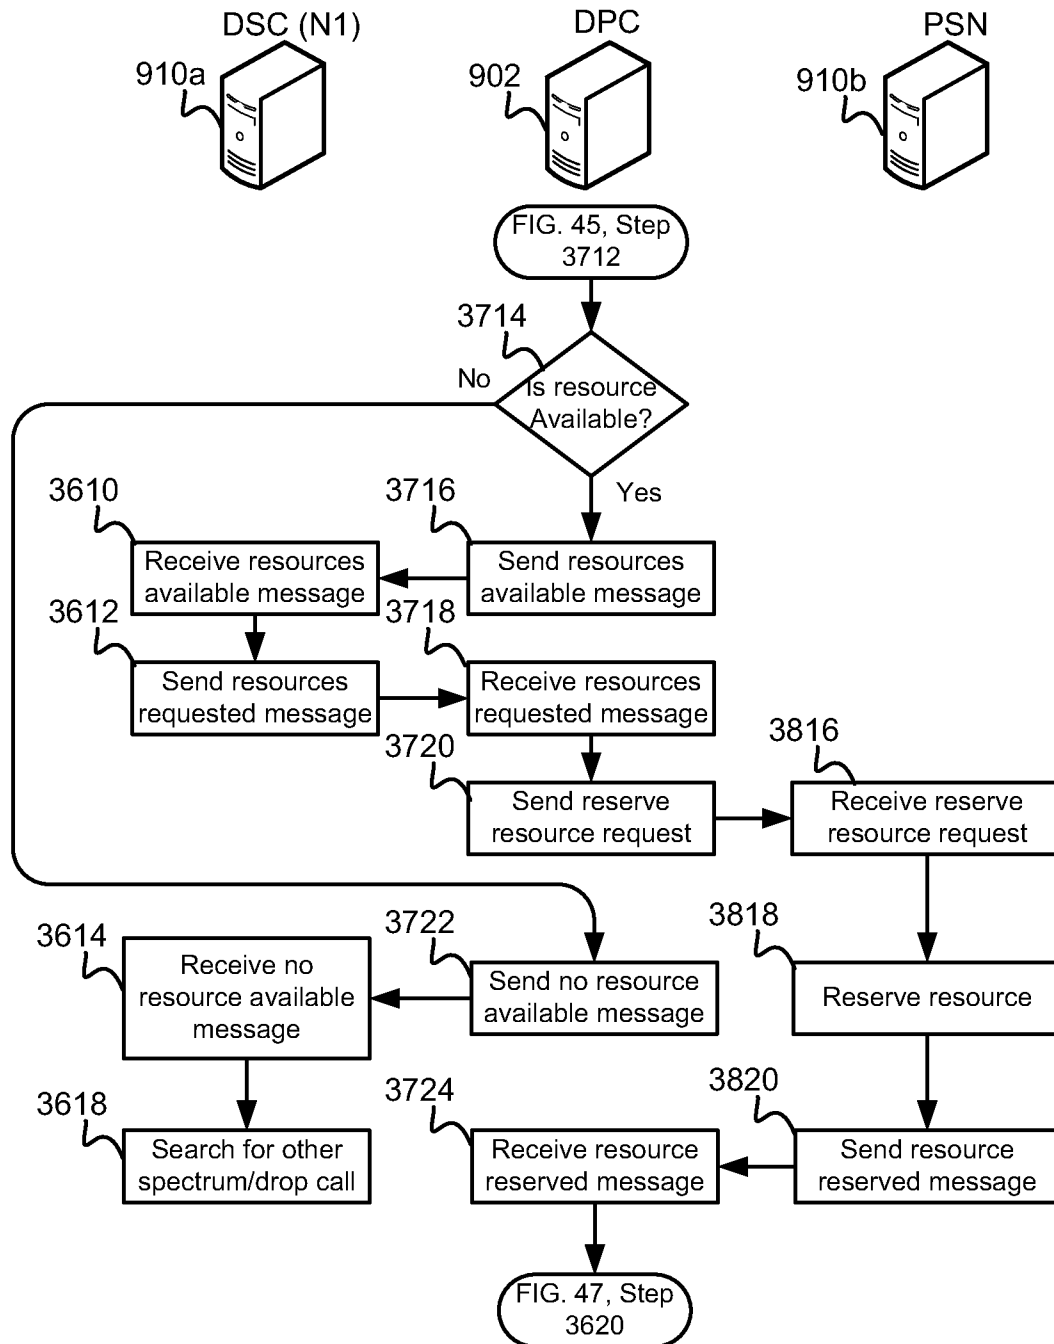 DSC (N1)
DPC
PSN
910a
902
910b
FIG. 45, Step
3712
3714
No
Is resource
Available?
Yes
3610
3716
Receive resources
available message
Send resources
available message
3612
3718
Send resources
requested message
Receive resources
requested message
3720
3816
Send reserve
resource request
Receive reserve
resource request
3614
3722
3818
Receive no
resource available
message
Send no resource
available message
Reserve resource
3618
3724
3820
Search for other
spectrum/drop call
Receive resource
reserved message
Send resource
reserved message
FIG. 47, Step
3620